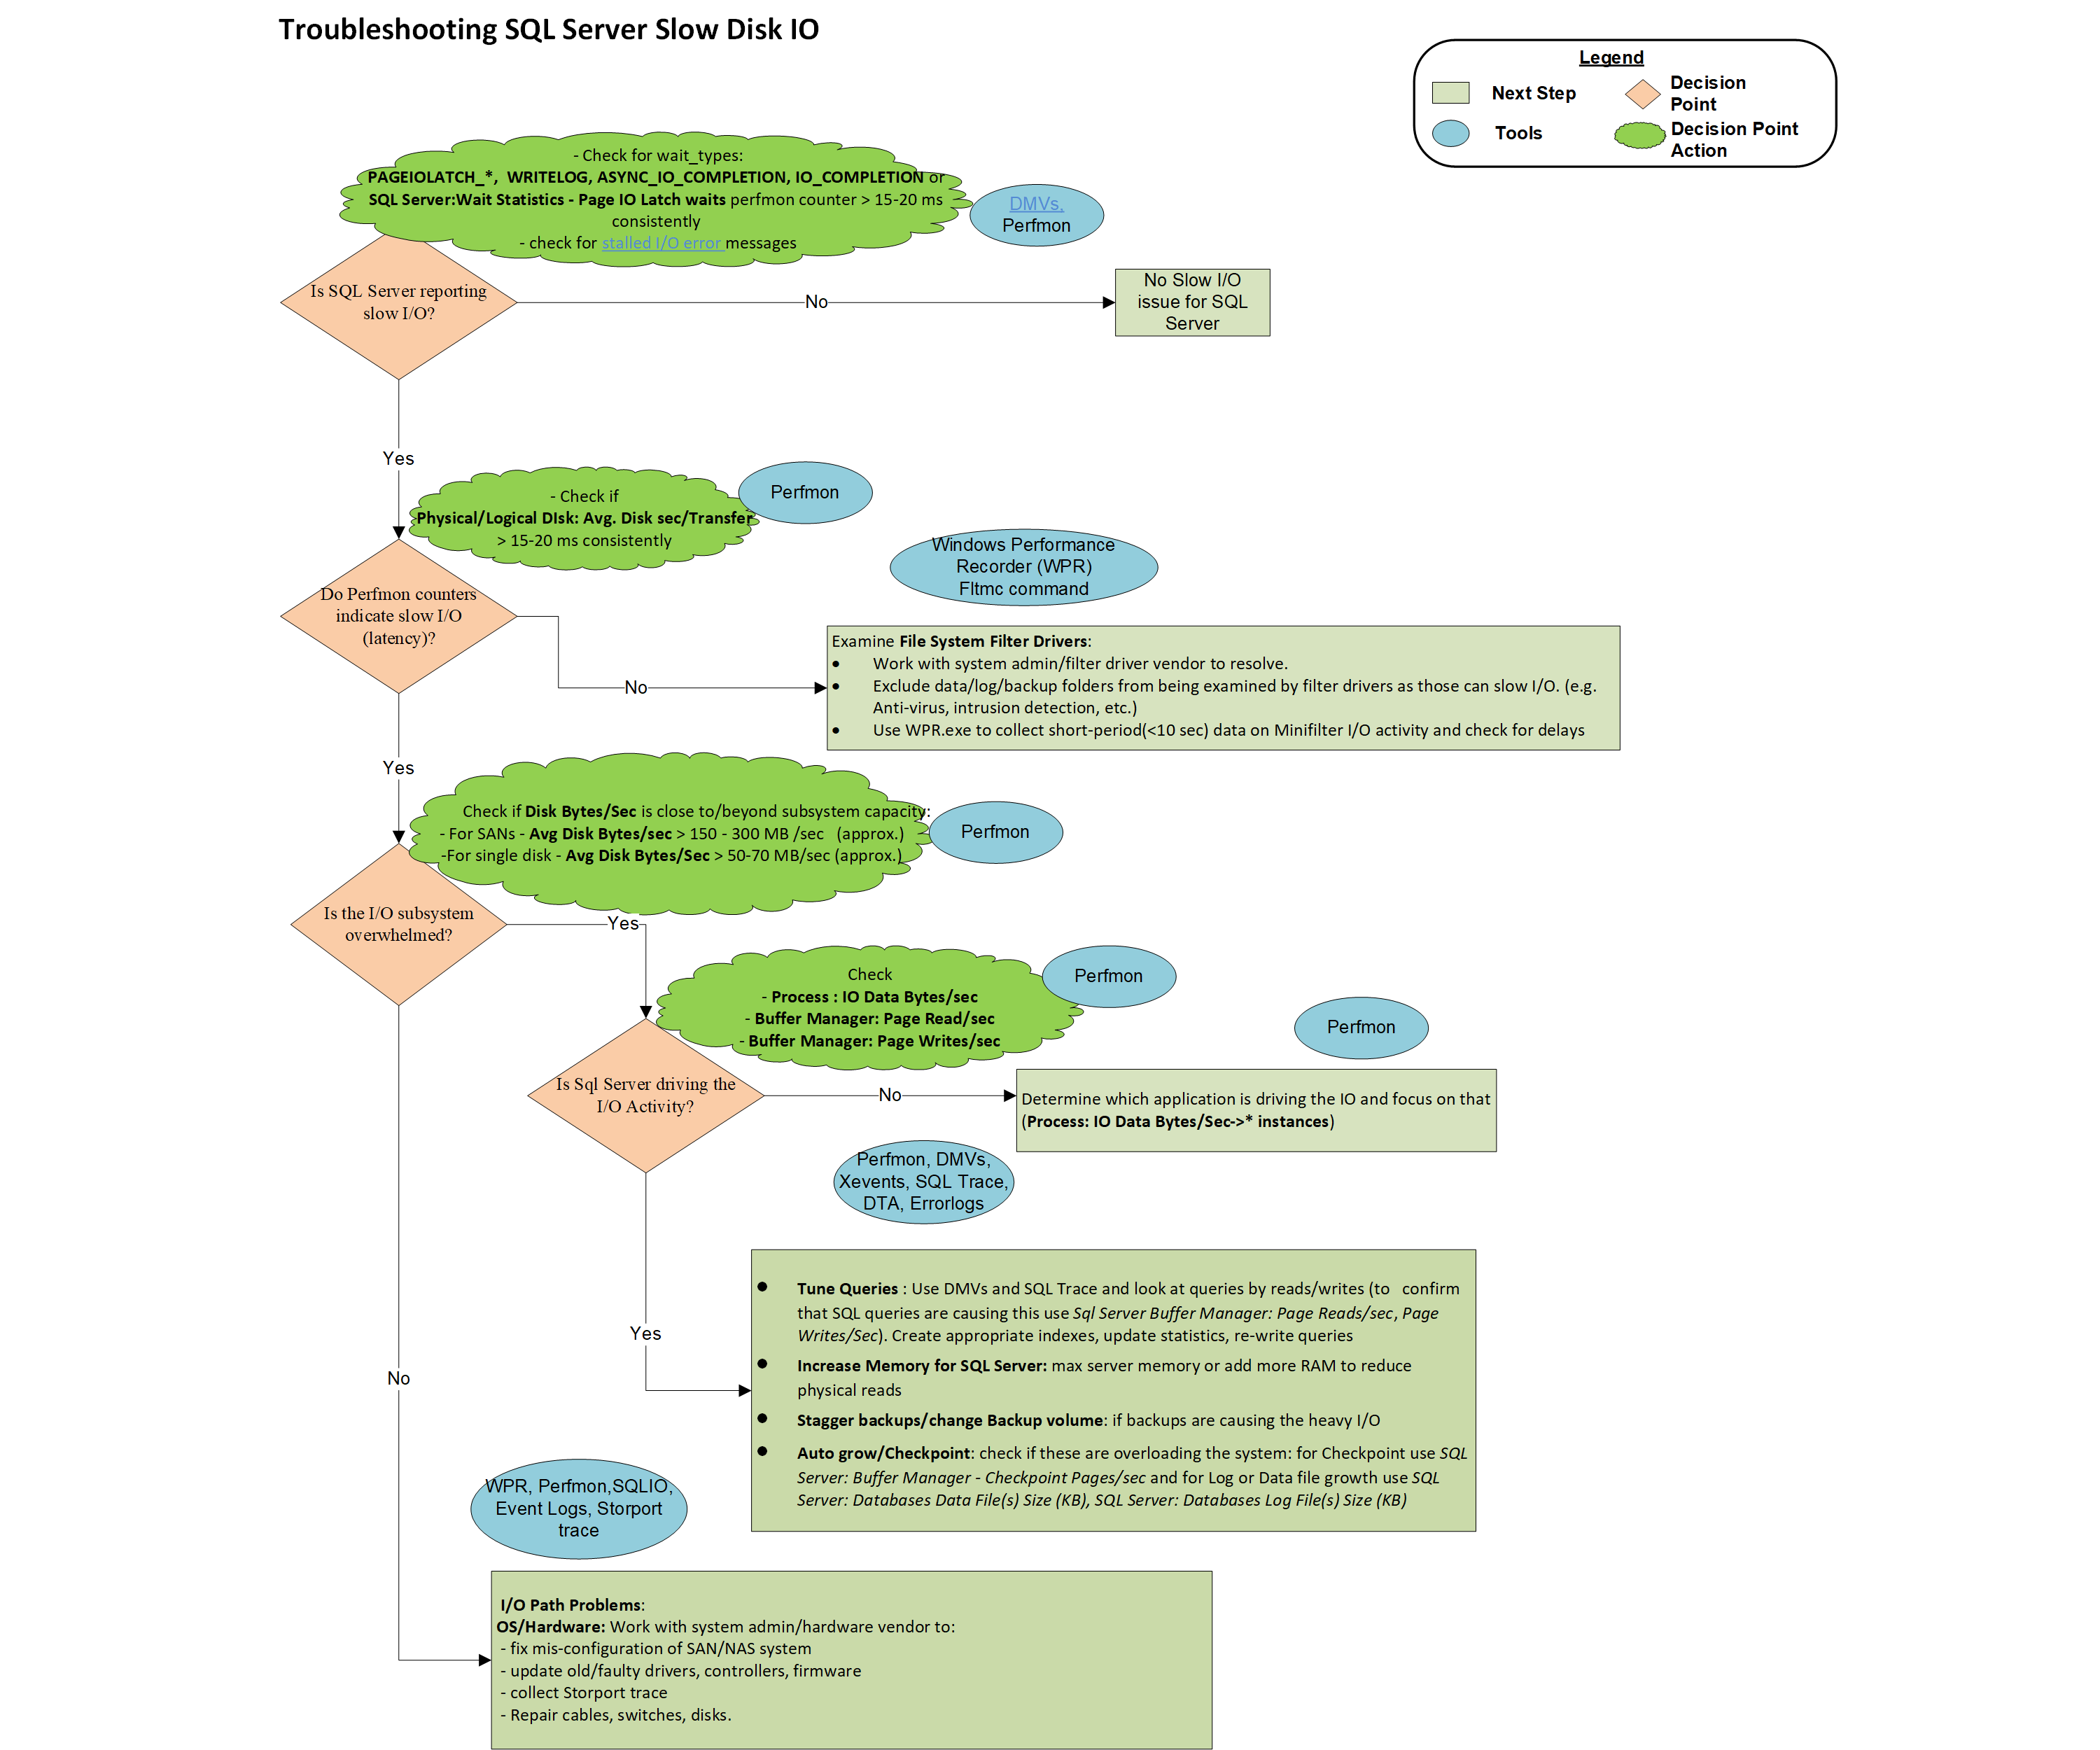 Troubleshooting SQL Server Slow Disk IO
Legend
Next Step
Decision
Point
Tools
Decision Point
Action
- Check for wait_types:
PAGEIOLATCH_*,  WRITELOG, ASYNC_IO_COMPLETION, IO_COMPLETION or
SQL Server:Wait Statistics - Page IO Latch waits perfmon counter > 15-20 ms
consistently
- check for stalled I/O error messages
DMVs,
Perfmon
Is SQL Server reporting
slow I/O?
No
No Slow I/O
issue for SQL
Server
Yes
- Check if
Physical/Logical DIsk: Avg. Disk sec/Transfer
> 15-20 ms consistently
Perfmon
Windows Performance
Recorder (WPR)
Fltmc command
Do Perfmon counters
indicate slow I/O
(latency)?
No
Examine File System Filter Drivers:
• Work with system admin/filter driver vendor to resolve.
• Exclude data/log/backup folders from being examined by filter drivers as those can slow I/O. (e.g.
Anti-virus, intrusion detection, etc.)
• Use WPR.exe to collect short-period(<10 sec) data on Minifilter I/O activity and check for delays
Yes
Check if Disk Bytes/Sec is close to/beyond subsystem capacity:
- For SANs - Avg Disk Bytes/sec > 150 - 300 MB /sec   (approx.)
-For single disk - Avg Disk Bytes/Sec > 50-70 MB/sec (approx.)
Perfmon
Is the I/O subsystem
overwhelmed?
Yes
Check
- Process : IO Data Bytes/sec
- Buffer Manager: Page Read/sec
- Buffer Manager: Page Writes/sec
Perfmon
Perfmon
Is Sql Server driving the
I/O Activity?
No
Determine which application is driving the IO and focus on that
(Process: IO Data Bytes/Sec->* instances)
Perfmon, DMVs,
Xevents, SQL Trace,
DTA, Errorlogs
Yes
• Tune Queries : Use DMVs and SQL Trace and look at queries by reads/writes (to   confirm
that SQL queries are causing this use Sql Server Buffer Manager: Page Reads/sec, Page
Writes/Sec). Create appropriate indexes, update statistics, re-write queries
• Increase Memory for SQL Server: max server memory or add more RAM to reduce
physical reads
• Stagger backups/change Backup volume: if backups are causing the heavy I/O
• Auto grow/Checkpoint: check if these are overloading the system: for Checkpoint use SQL
Server: Buffer Manager - Checkpoint Pages/sec and for Log or Data file growth use SQL
Server: Databases Data File(s) Size (KB), SQL Server: Databases Log File(s) Size (KB)
No
WPR, Perfmon,SQLIO,
Event Logs, Storport
trace
I/O Path Problems:
OS/Hardware: Work with system admin/hardware vendor to:
- fix mis-configuration of SAN/NAS system
- update old/faulty drivers, controllers, firmware
- collect Storport trace
- Repair cables, switches, disks.